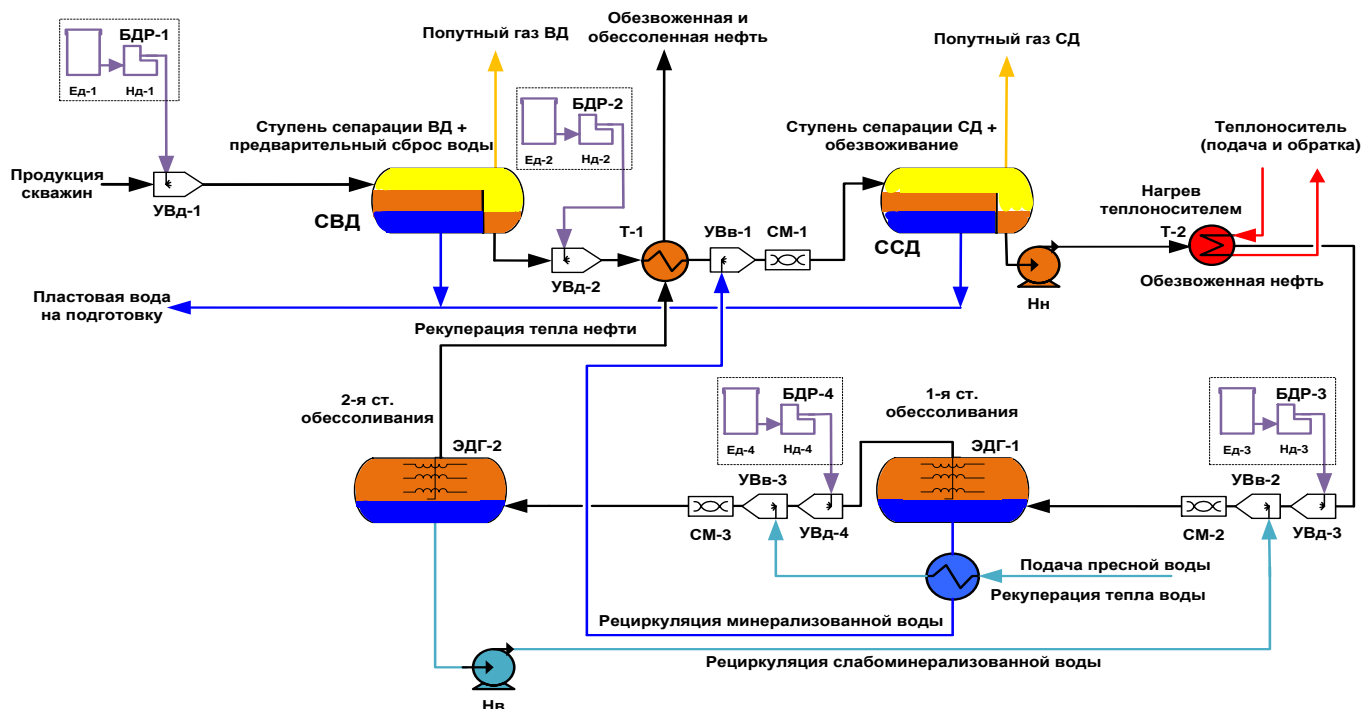 Обезвоженная и
обессоленная нефть
Попутный газ ВД
Попутный газ СД
БДР-1
Ед-1
Нд-1
БДР-2
Ед-2
Нд-2
Ступень сепарации ВД +
предварительный сброс воды
Ступень сепарации СД +
обезвоживание
Теплоноситель
(подача и обратка)
Продукция
скважин
УВд-1
СВД
УВд-2
Т-1
УВв-1
СМ-1
ССД
Нагрев
теплоносителем
Т-2
Обезвоженная нефть
Нн
Пластовая вода
на подготовку
Рекуперация тепла нефти
2-я ст.
обессоливания
ЭДГ-2
БДР-4
Ед-4
Нд-4
1-я ст.
обессоливания
ЭДГ-1
БДР-3
Ед-3
Нд-3
УВв-3
СМ-3
УВд-4
УВв-2
СМ-2
УВд-3
Подача пресной воды
Рекуперация тепла воды
Рециркуляция минерализованной воды
Рециркуляция слабоминерализованной воды
Нв